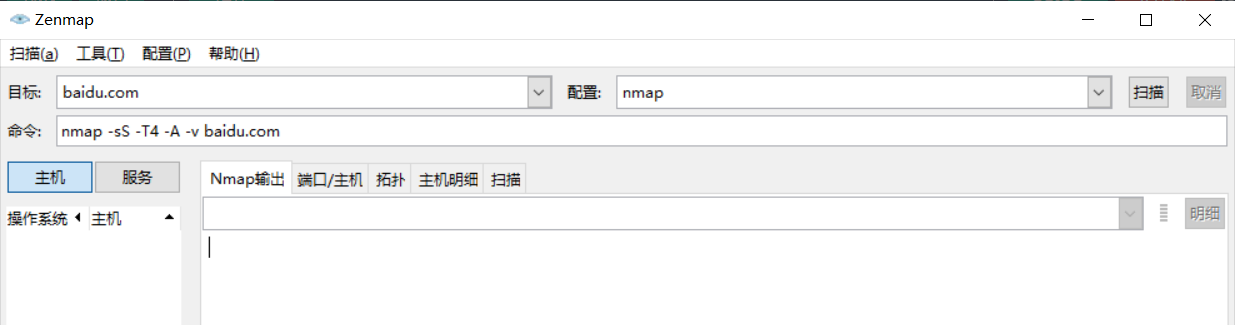 Zenmap
扫描(a) 工具(T) 配置(P) 帮助(H)
目标: baidu.com 配置: nmap 扫描 取消
命令: nmap -sS -T4 -A -v baidu.com
主机 服务 Nmap输出 端口/主机 拓扑 主机明细 扫描
操作系统 主机 明细